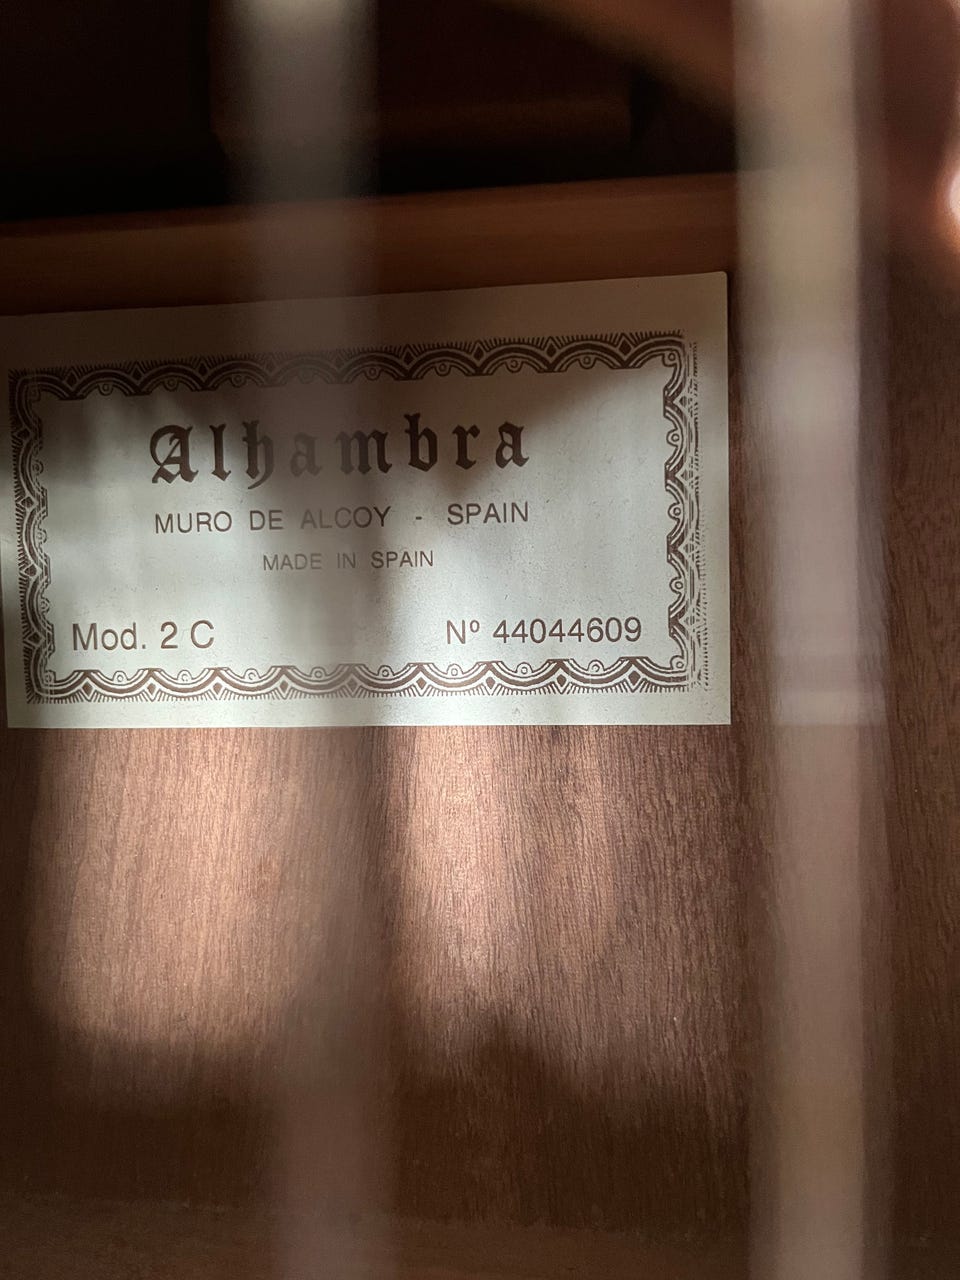 Alhambra
MURO DE ALCOY - SPAIN
MADE IN SPAIN
Mod. 2 C Nº 44044609